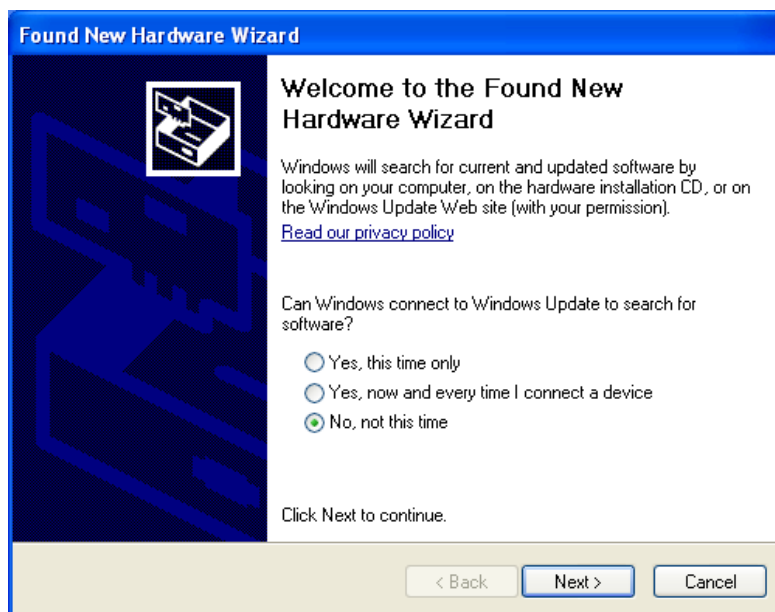 Found New Hardware Wizard
Welcome to the Found New
Hardware Wizard
Windows will search for current and updated software by
looking on your computer, on the hardware installation CD, or on
the Windows Update Web site (with your permission).
Read our privacy policy
Can Windows connect to Windows Update to search for
software?
Yes, this time only
Yes, now and every time I connect a device
No, not this time
Click Next to continue.
< Back
Next >
Cancel